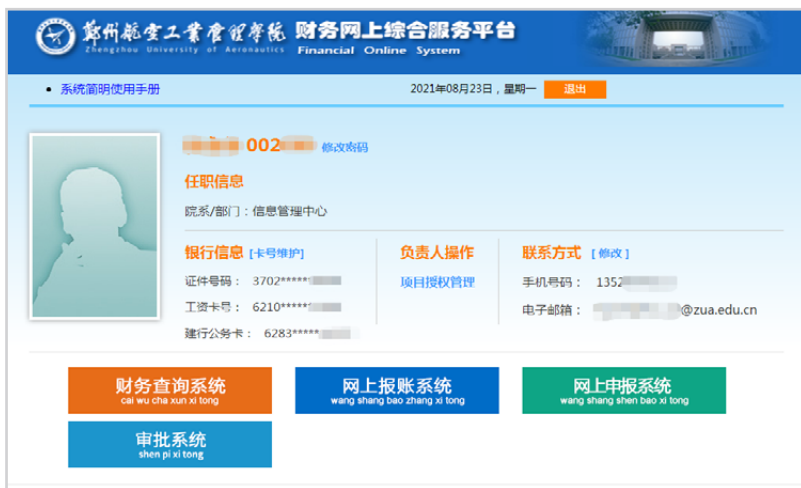 郑州航空工业管理学院 财务网上综合服务平台
Zhengzhou University of Aeronautics Financial Online System
系统简明使用手册 2021年08月23日，星期一 退出
002 修改密码
任职信息
院系/部门：信息管理中心
银行信息 [卡号维护] 负责人操作 联系方式 [修改]
证件号码： 3702***** 项目授权管理 手机号码： 1352
工资卡号： 6210***** 电子邮箱： @zua.edu.cn
建行公务卡： 6283*****
财务查询系统 网上报账系统 网上申报系统
cai wu cha xun xi tong wang shang bao zhang xi tong wang shang shen bao xi tong
审批系统
shen pi xi tong